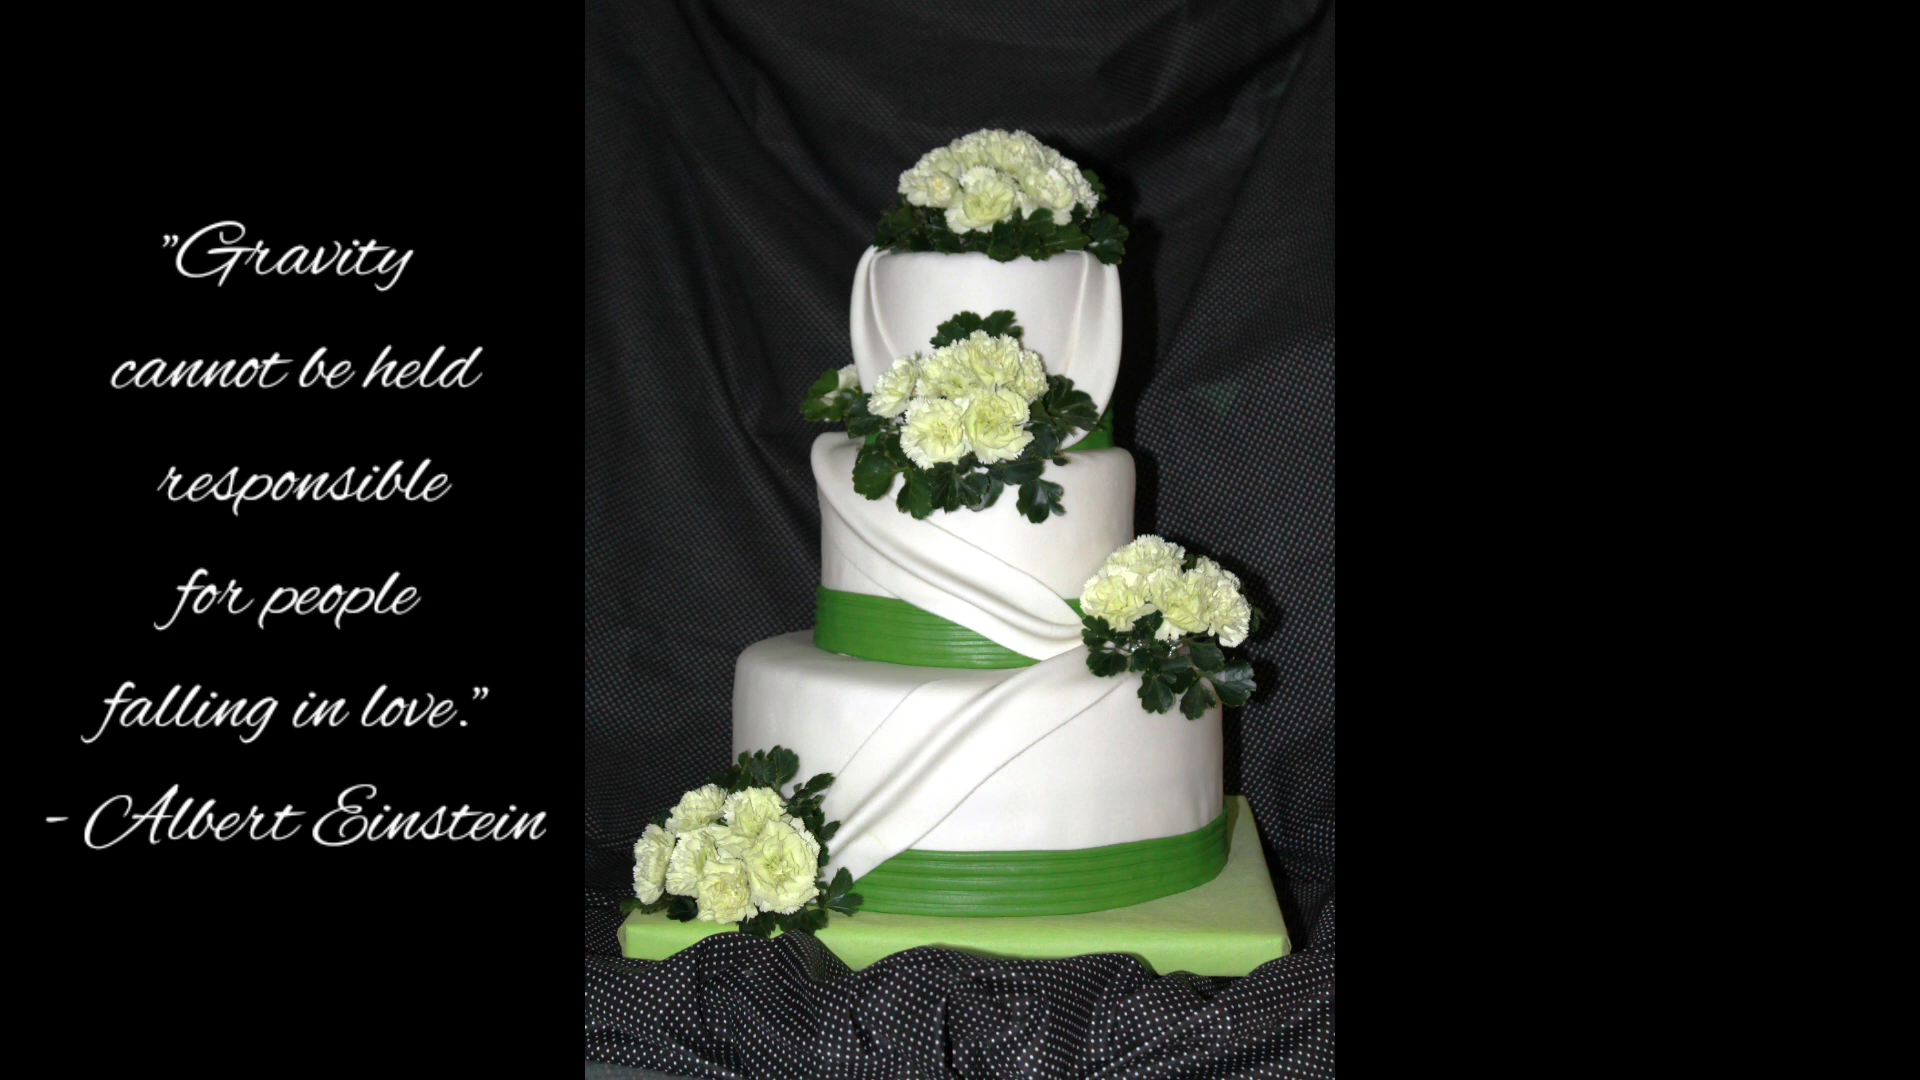 "Gravity
cannot be held
responsible
for people
falling in love."
- Albert Einstein